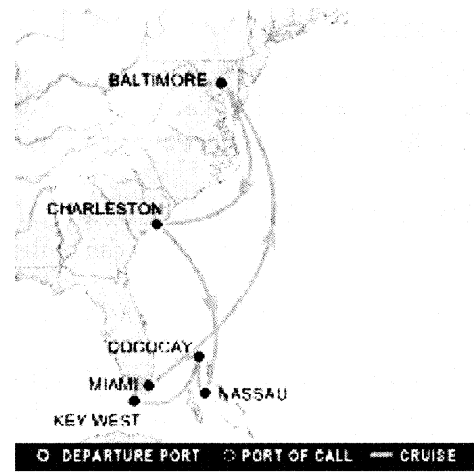 BALTIMORE
CHARLESTON
COCOCAY
MIAMI
NASSAU
KEY WEST
DEPARTURE PORT PORT OF CALL CRUISE